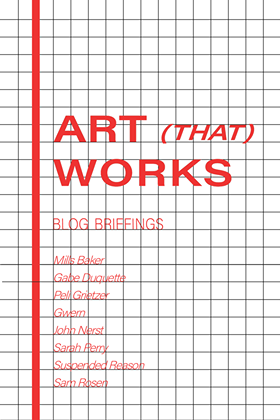 ART (THAT)
WORKS
BLOG BRIEFINGS
Mills Baker
Gabe Duquette
Peli Grietzer
Gwern
John Nerst
Sarah Perry
Suspended Reason
Sam Rosen